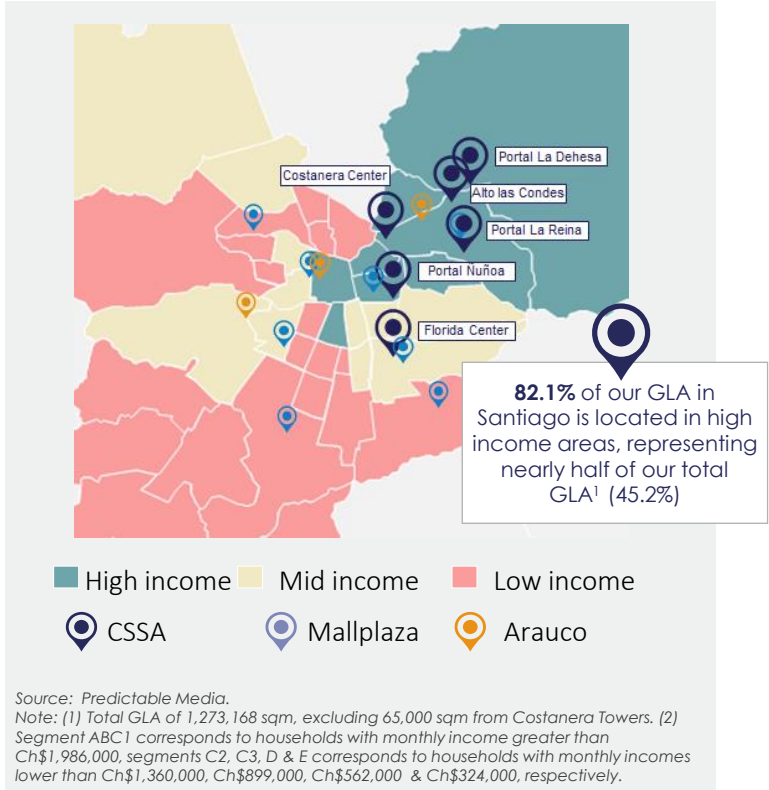 Portal La Dehesa
Costanera Center
Alto las Condes
Portal La Reina
Portal Ñuñoa
Florida Center
82.1% of our GLA in
Santiago is located in high
income areas, representing
nearly half of our total
GLA¹ (45.2%)
High income Mid income Low income
CSSA Mallplaza Arauco
Source: Predictable Media.
Note: (1) Total GLA of 1,273,168 sqm, excluding 65,000 sqm from Costanera Towers. (2)
Segment ABC1 corresponds to households with monthly income greater than
Ch$1,986,000, segments C2, C3, D & E corresponds to households with monthly incomes
lower than Ch$1,360,000, Ch$899,000, Ch$562,000 & Ch$324,000, respectively.